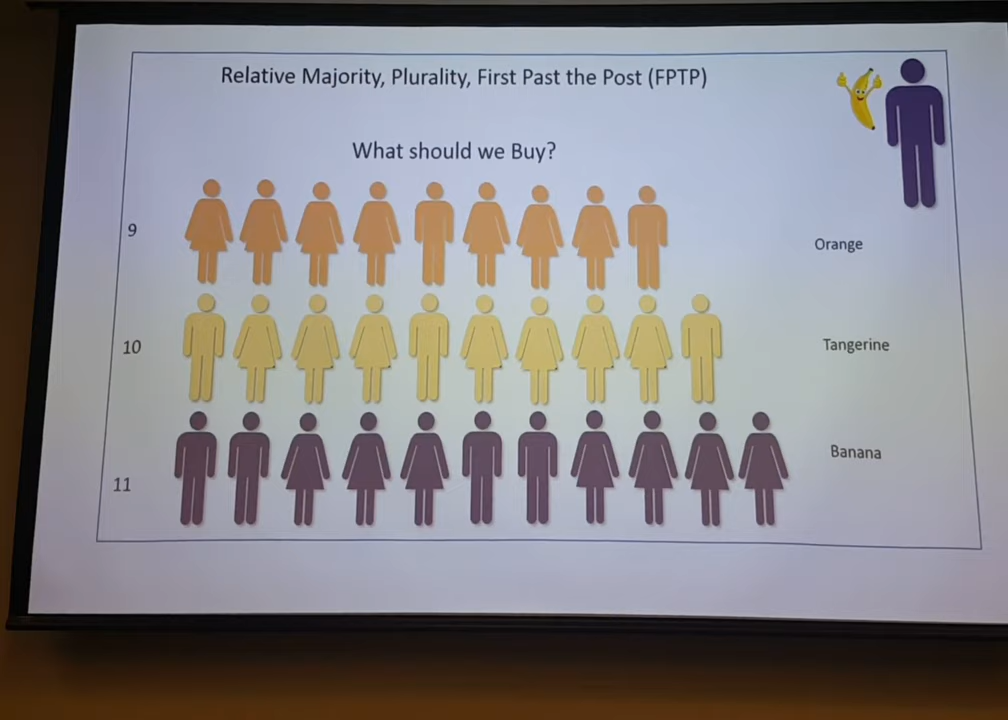 Relative Majority, Plurality, First Past the Post (FPTP)
What should we Buy?
9
Orange
10
Tangerine
Banana
11